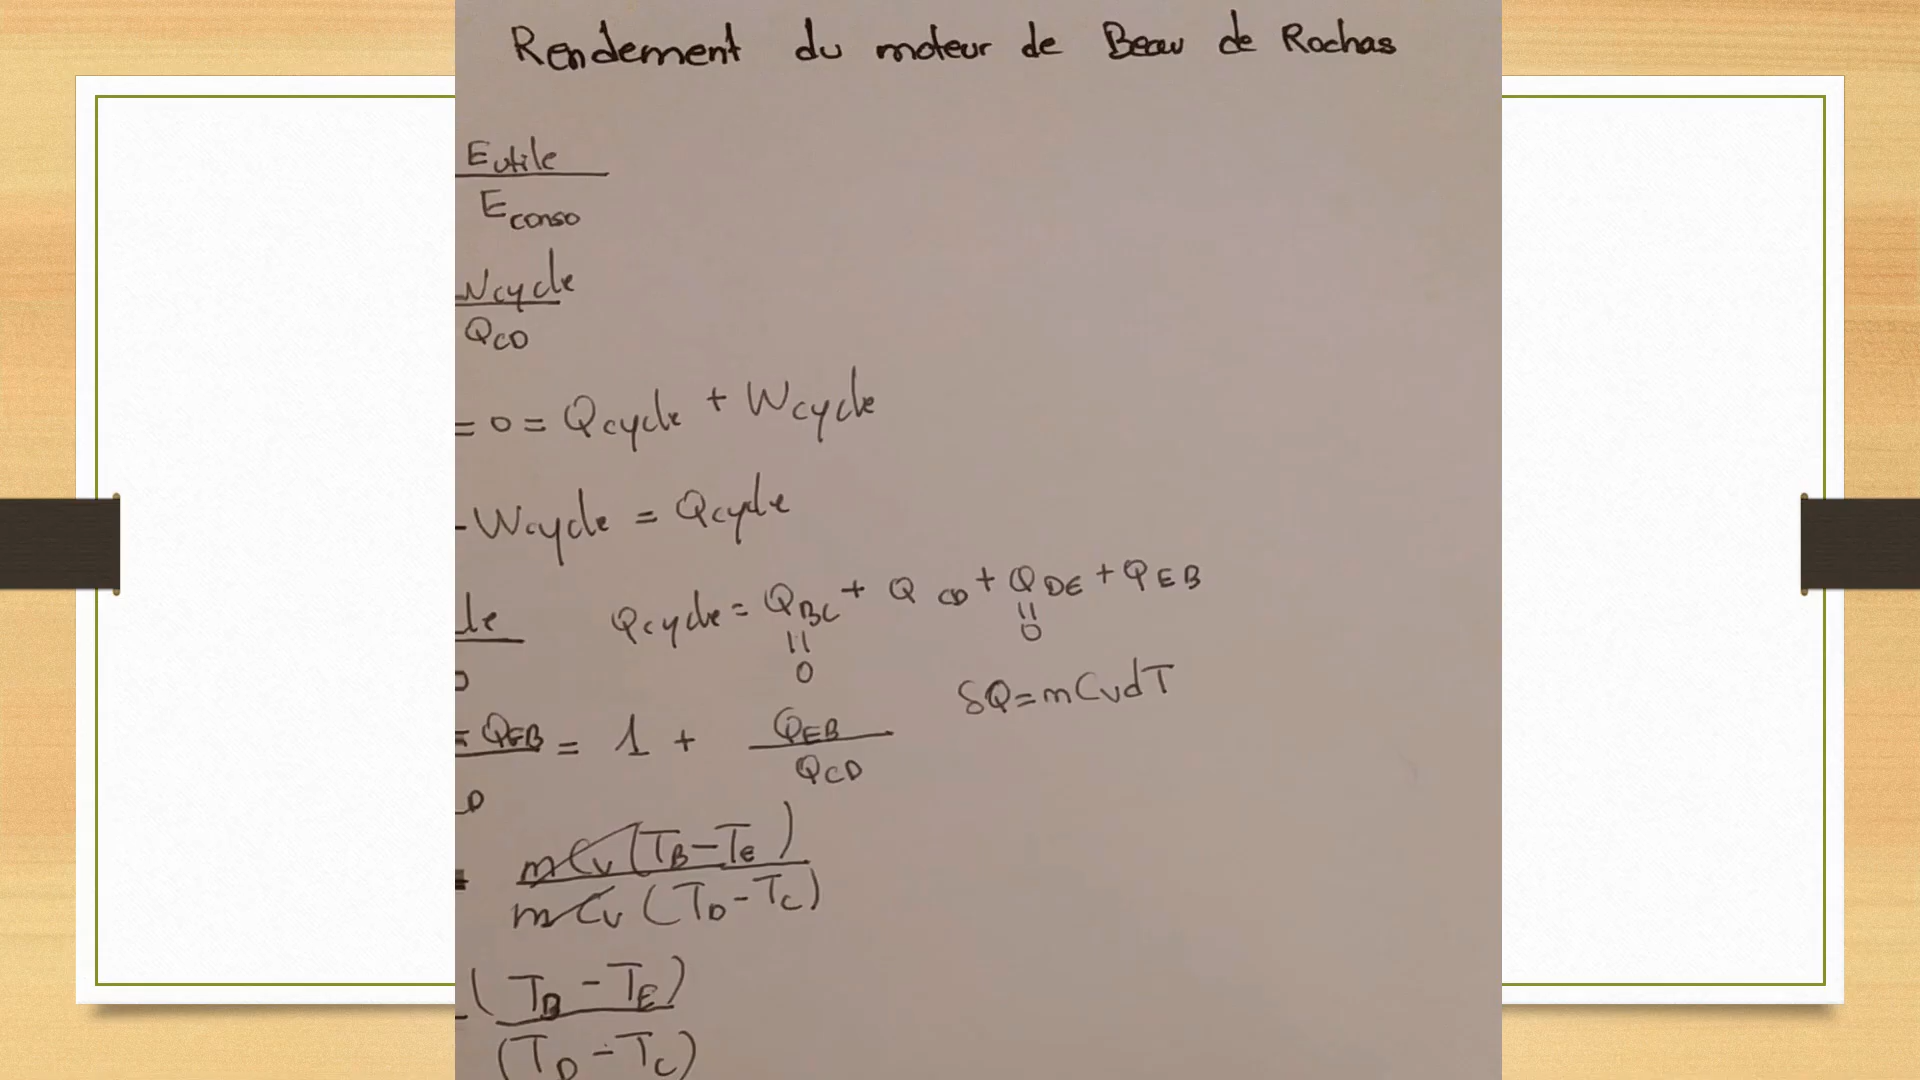 Rendement du moteur de Beau de Rochas
Eutile
Econso
Wcycle
QCD
= 0 = Qcycle + Wcycle
-Wcycle = Qcycle
le
Qcycle = QBC + QCD + QDE + QEB
= 0
= 0
D
δQ = mCvdT
QEB = 1 + QEB
QCD
D
mCv(TB-TE)
mCv(TD-TC)
(TB-TE)
(TD-TC)